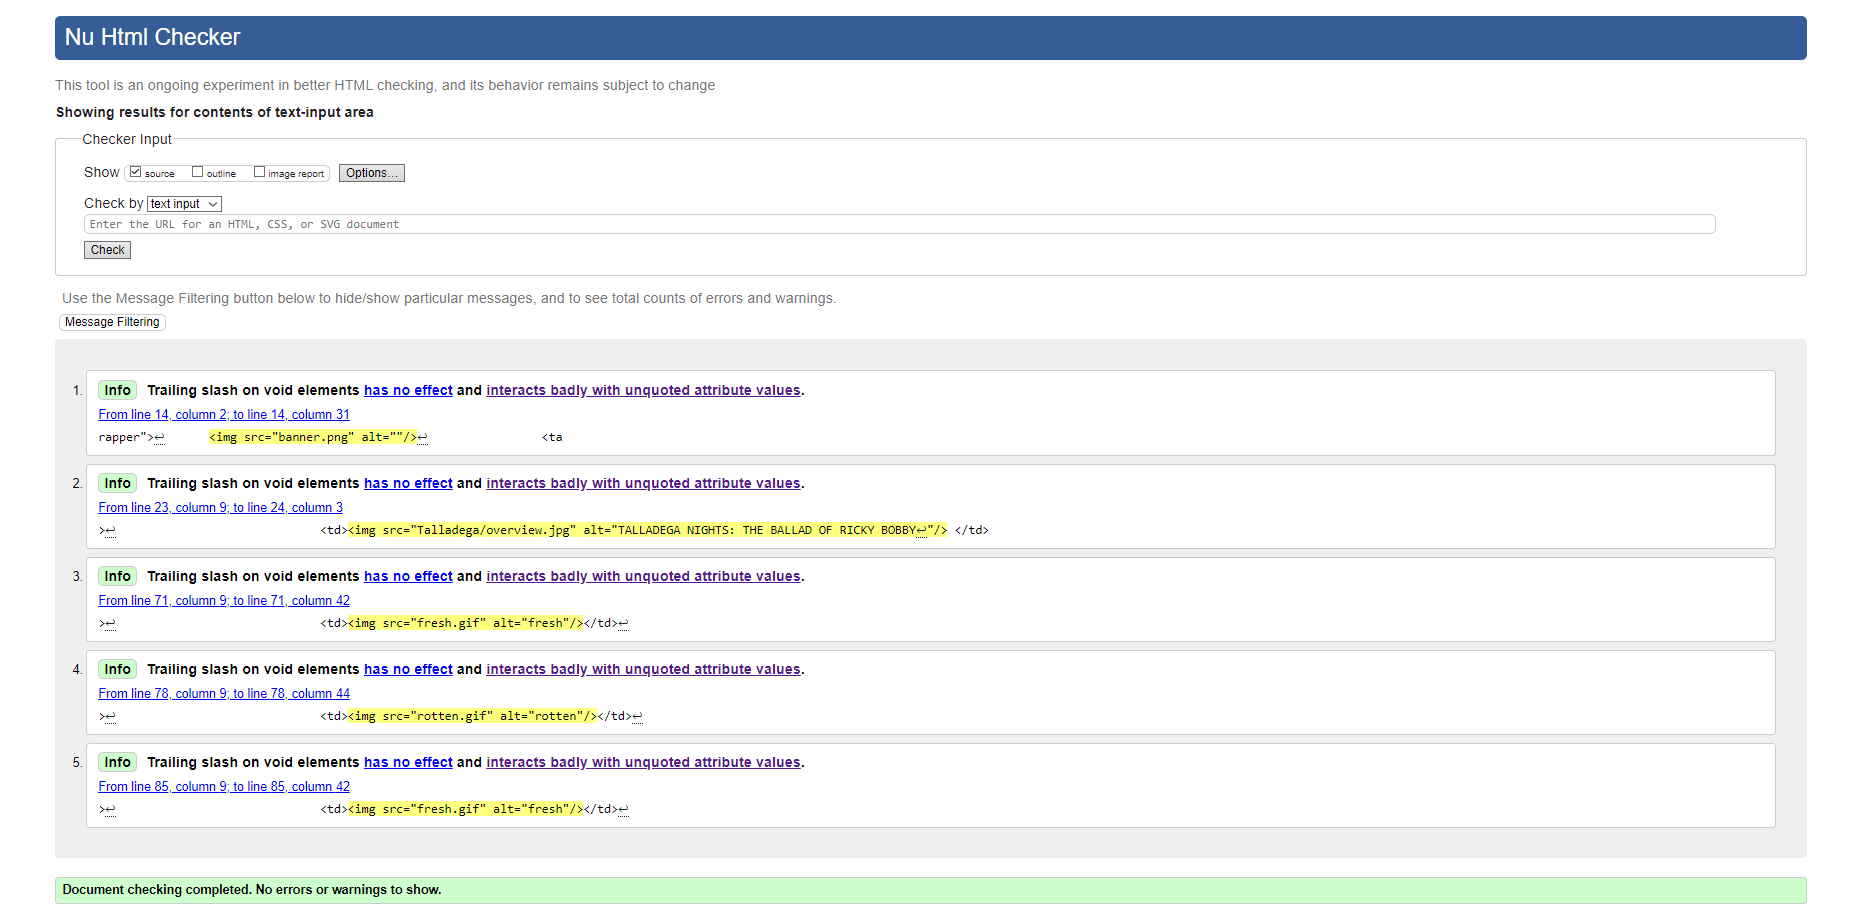 Nu Html Checker
This tool is an ongoing experiment in better HTML checking, and its behavior remains subject to change
Showing results for contents of text-input area
Checker Input
Show source outline image report Options...
Check by text input
Enter the URL for an HTML, CSS, or SVG document
Check
Use the Message Filtering button below to hide/show particular messages, and to see total counts of errors and warnings.
Message Filtering
1. Info Trailing slash on void elements has no effect and interacts badly with unquoted attribute values.
From line 14, column 2; to line 14, column 31
rapper">↩ <img src="banner.png" alt=""/>↩ <ta
2. Info Trailing slash on void elements has no effect and interacts badly with unquoted attribute values.
From line 23, column 9; to line 24, column 3
>↩ <td><img src="Talladega/overview.jpg" alt="TALLADEGA NIGHTS: THE BALLAD OF RICKY BOBBY↩"/> </td>
3. Info Trailing slash on void elements has no effect and interacts badly with unquoted attribute values.
From line 71, column 9; to line 71, column 42
>↩ <td><img src="fresh.gif" alt="fresh"/></td>↩
4. Info Trailing slash on void elements has no effect and interacts badly with unquoted attribute values.
From line 78, column 9; to line 78, column 44
>↩ <td><img src="rotten.gif" alt="rotten"/></td>↩
5. Info Trailing slash on void elements has no effect and interacts badly with unquoted attribute values.
From line 85, column 9; to line 85, column 42
>↩ <td><img src="fresh.gif" alt="fresh"/></td>↩
Document checking completed. No errors or warnings to show.